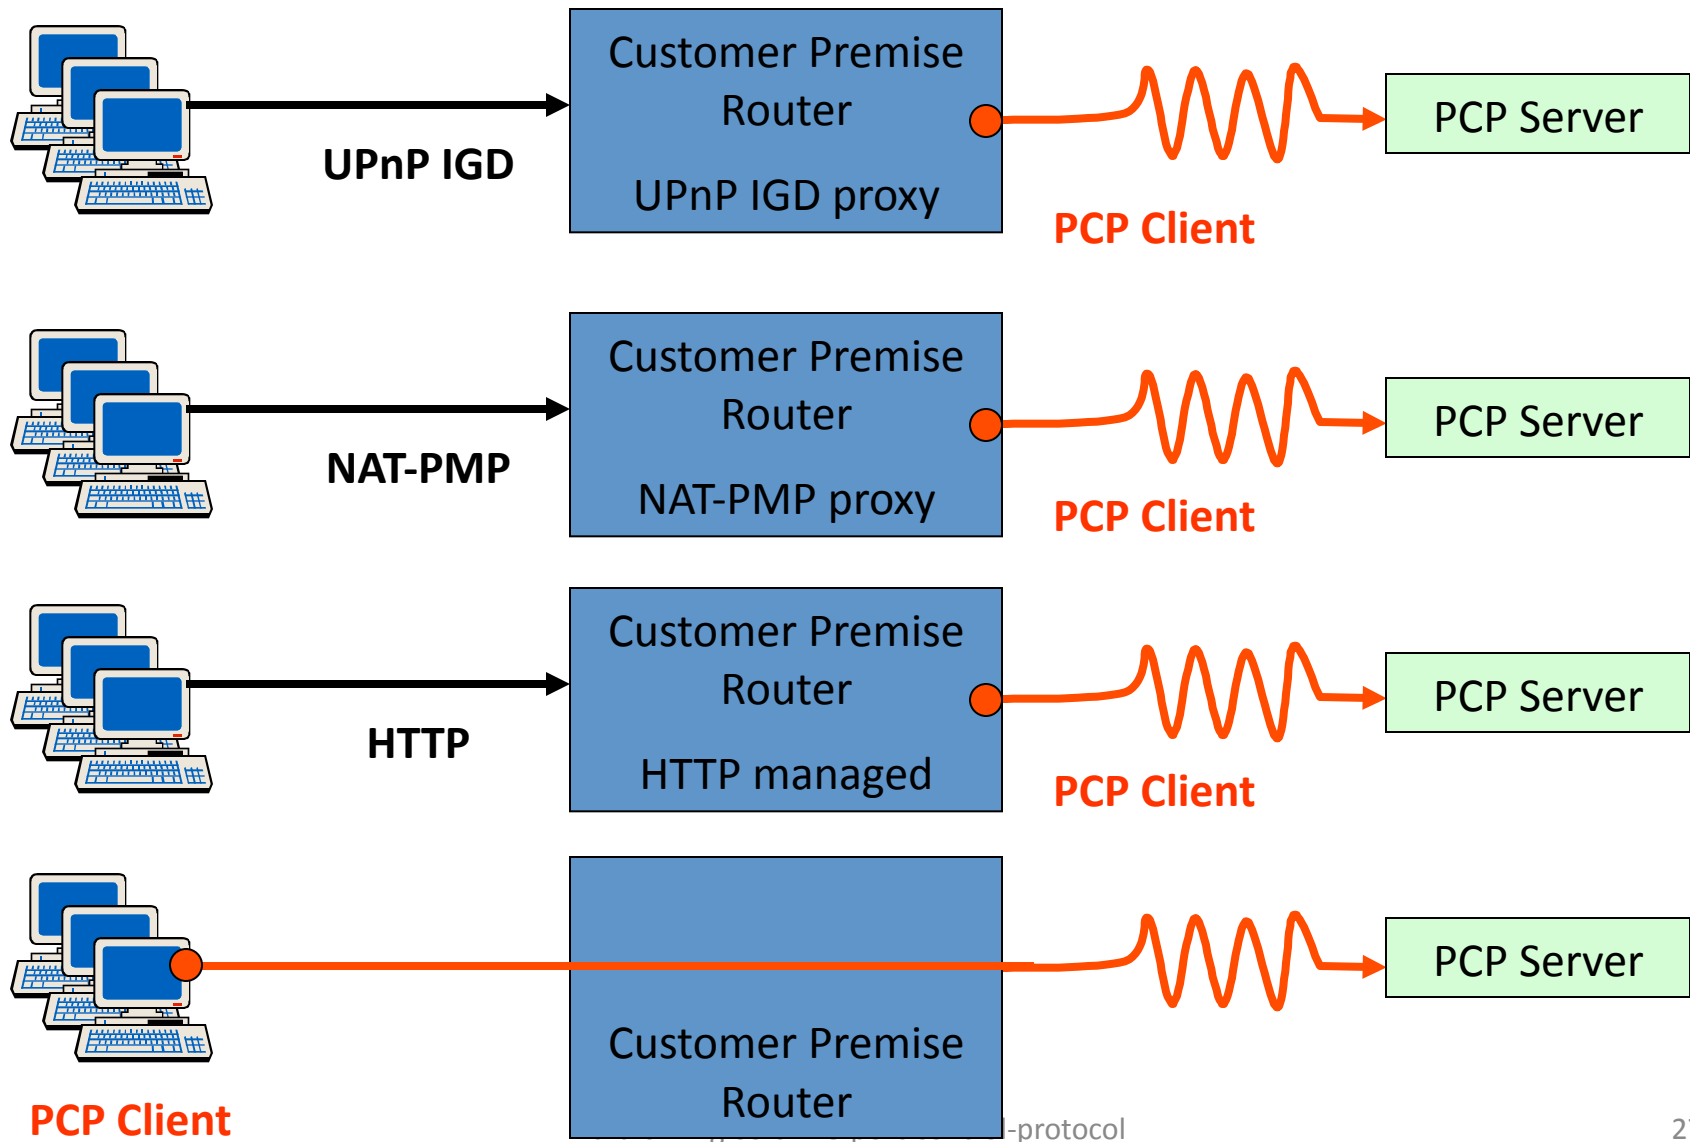 Customer Premise
Router
UPnP IGD proxy
UPnP IGD
PCP Client
PCP Server
Customer Premise
Router
NAT-PMP proxy
NAT-PMP
PCP Client
PCP Server
Customer Premise
Router
HTTP managed
HTTP
PCP Client
PCP Server
Customer Premise
Router
PCP Client
PCP Server
-protocol